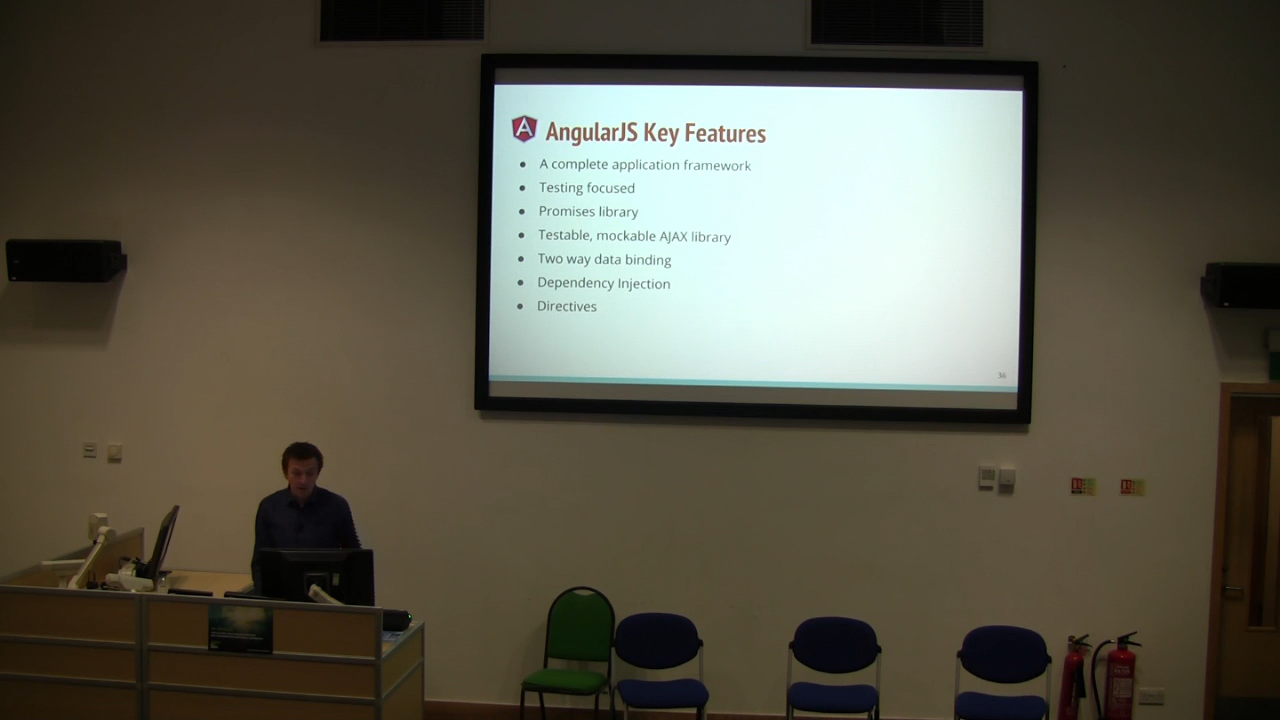 AngularJS Key Features
● A complete application framework
● Testing focused
● Promises library
● Testable, mockable AJAX library
● Two way data binding
● Dependency Injection
● Directives